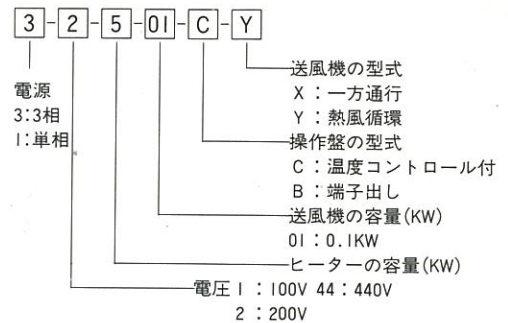 3-2-5-01-C-Y
送風機の型式
X：一方通行
Y：熱風循環
操作盤の型式
C：温度コントロール付
B：端子出し
送風機の容量(KW)
01：0.1KW
ヒーターの容量(KW)
電圧 1：100V 44：440V
2：200V
電源
3:3相
1:単相